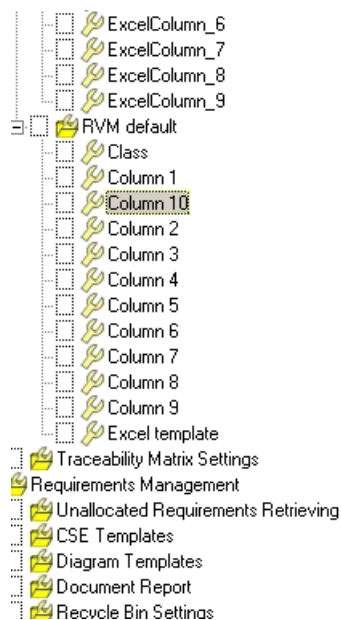 ExcelColumn_6
ExcelColumn_7
ExcelColumn_8
ExcelColumn_9
RVM default
Class
Column 1
Column 10
Column 2
Column 3
Column 4
Column 5
Column 6
Column 7
Column 8
Column 9
Excel template
Traceability Matrix Settings
Requirements Management
Unallocated Requirements Retrieving
CSE Templates
Diagram Templates
Document Report
Recycle Bin Settings